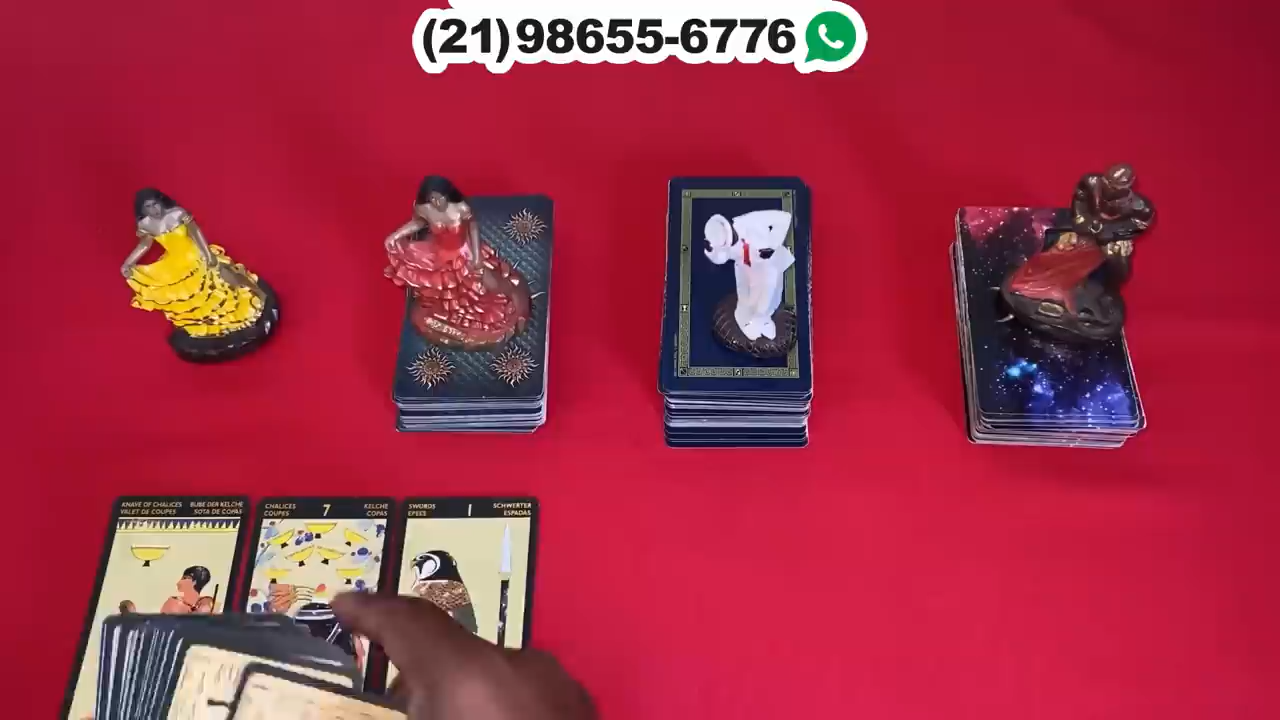 (21)98655-6776
KNAVE OF CHALICES BUBE DER KELCHE
VALET DE COUPES SOTA DE COPAS
CHALICES 7 KELCHE
COUPES COPAS
SWORDS 1 SCHWERTER
EPEES ESPADAS